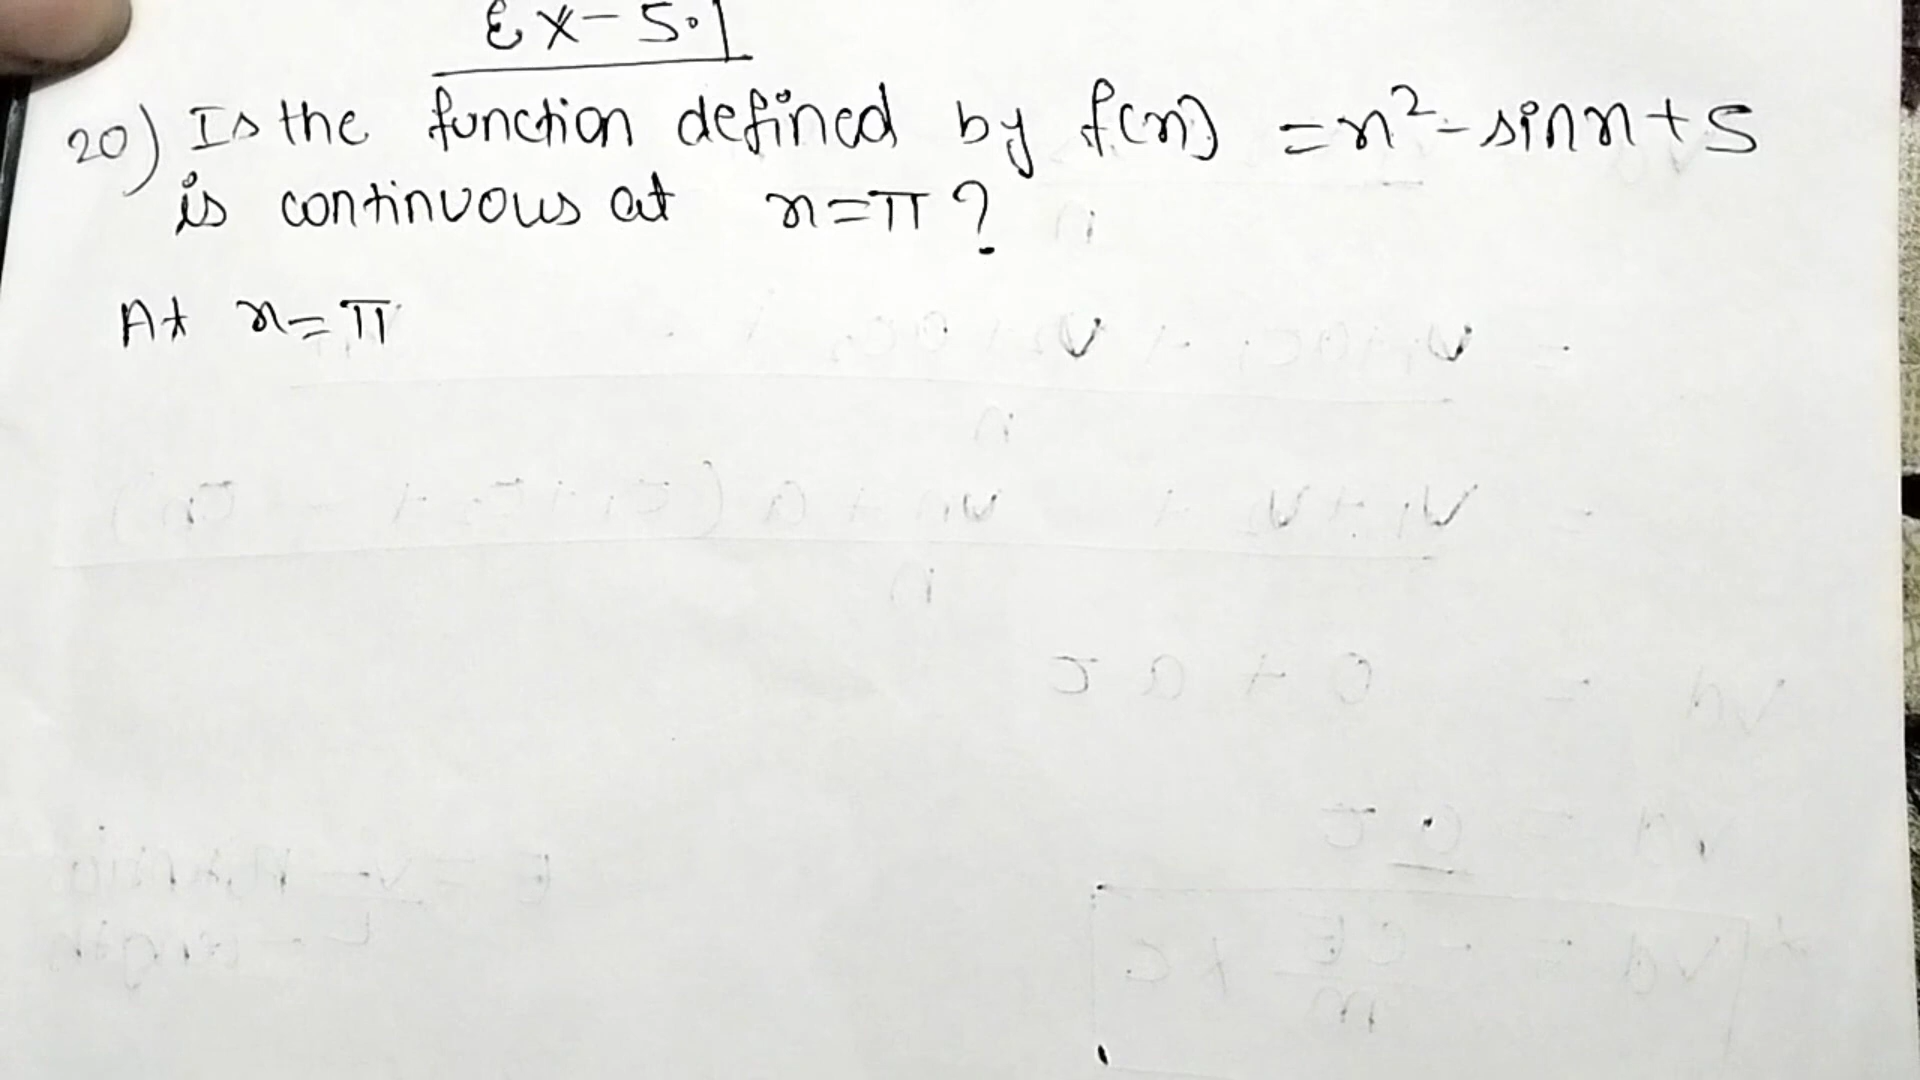 Ex-5.1
20) Is the function defined by f(x) = x² - sinx + 5
is continuous at x = π ?
At x = π